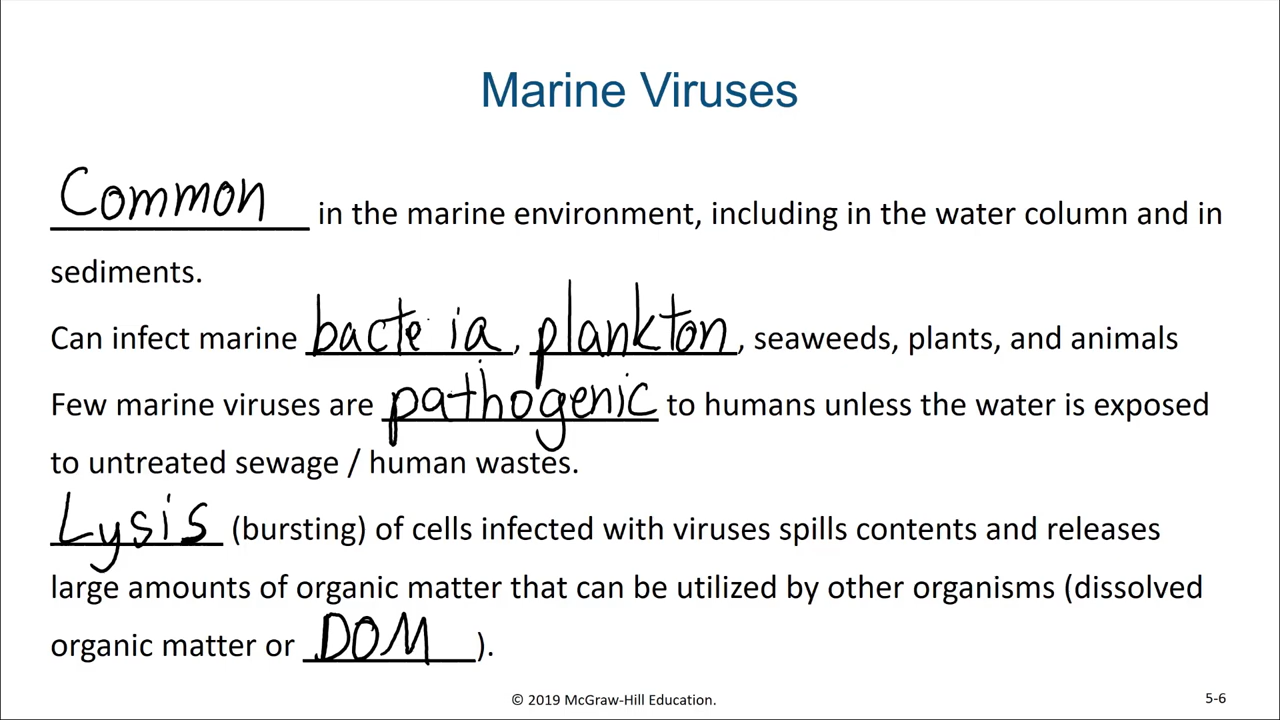 Marine Viruses
Common in the marine environment, including in the water column and in
sediments.
Can infect marine bacte ia, plankton, seaweeds, plants, and animals
Few marine viruses are pathogenic to humans unless the water is exposed
to untreated sewage / human wastes.
Lysis (bursting) of cells infected with viruses spills contents and releases
large amounts of organic matter that can be utilized by other organisms (dissolved
organic matter or DOM).
© 2019 McGraw-Hill Education.
5-6